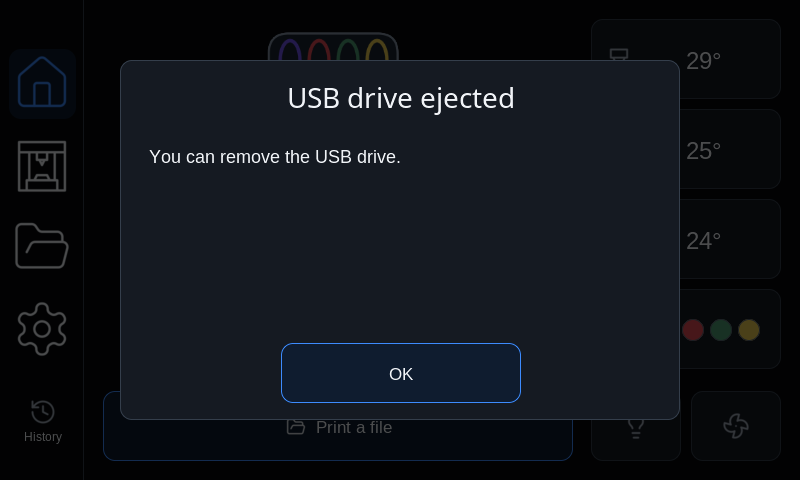 USB drive ejected
You can remove the USB drive.
OK
29°
25°
24°
Print a file
History